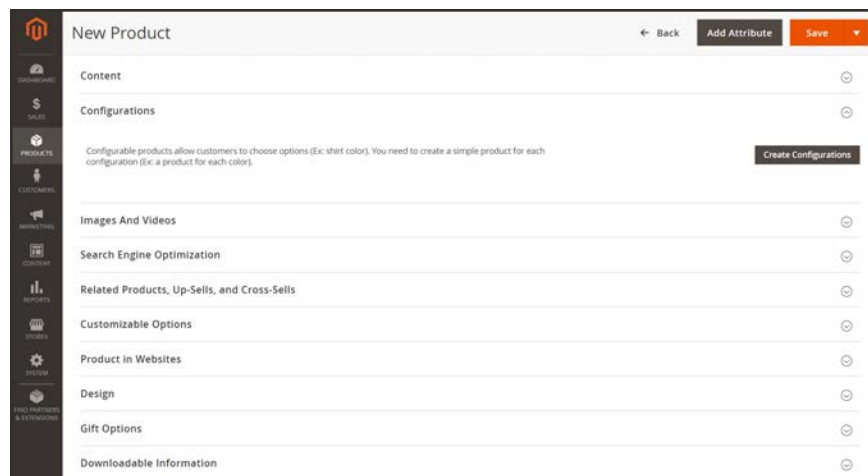 New Product
← Back
Add Attribute
Save
DASHBOARD
SALES
PRODUCTS
CUSTOMERS
MARKETING
CONTENT
REPORTS
STORES
SYSTEM
FIND PARTNERS
& EXTENSIONS
Content
Configurations
Configurable products allow customers to choose options (Ex: shirt color). You need to create a simple product for each
configuration (Ex: a product for each color).
Create Configurations
Images And Videos
Search Engine Optimization
Related Products, Up-Sells, and Cross-Sells
Customizable Options
Product in Websites
Design
Gift Options
Downloadable Information